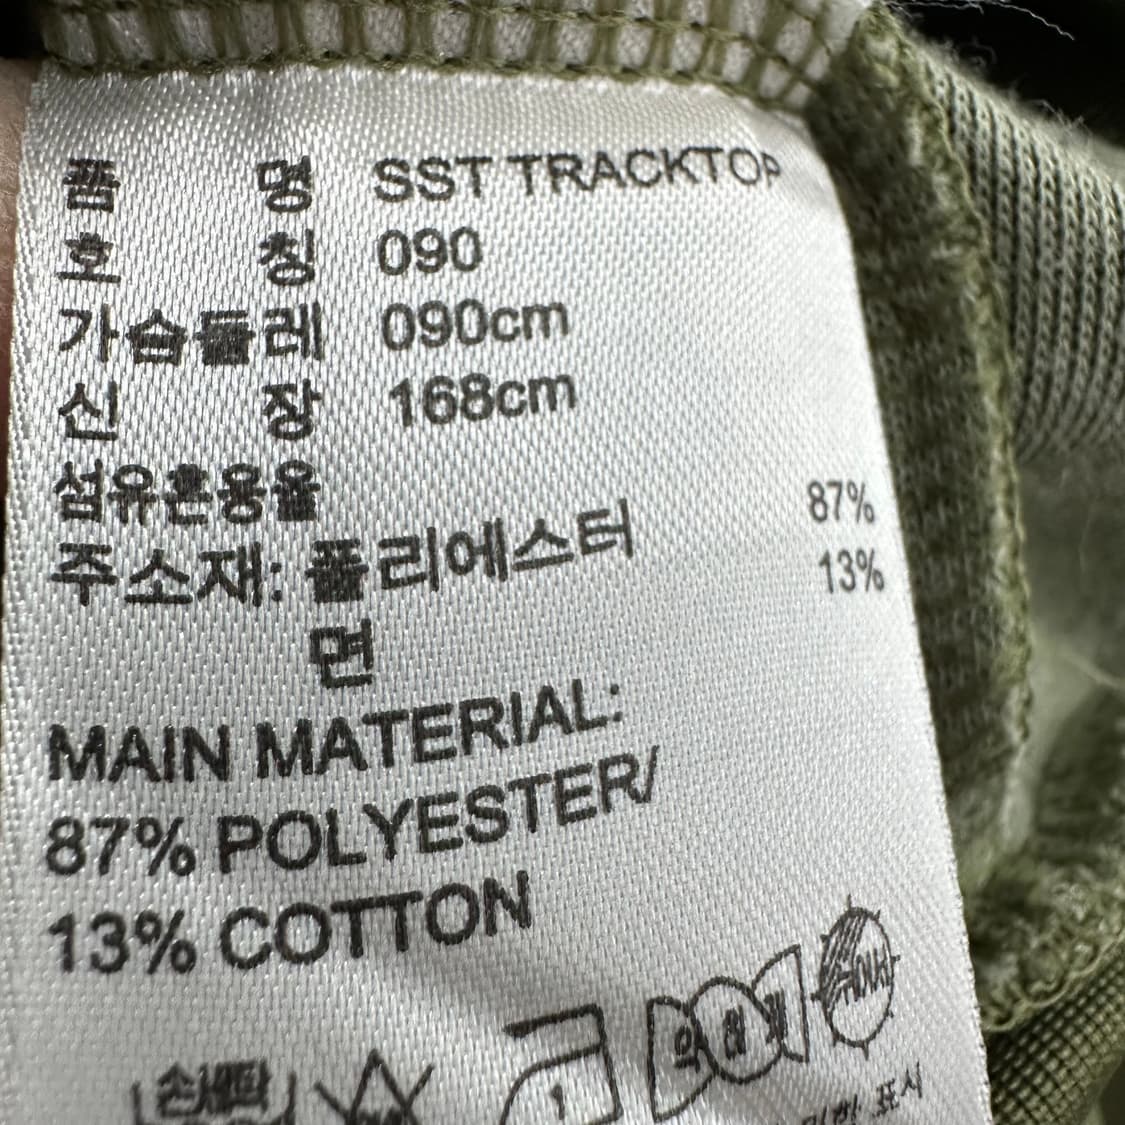 품 명 SST TRACKTOP
호 칭 090
가슴둘레 090cm
신 장 168cm
섬유혼용율
주소재: 폴리에스터 87%
면 13%
MAIN MATERIAL:
87% POLYESTER/
13% COTTON
손세탁
1